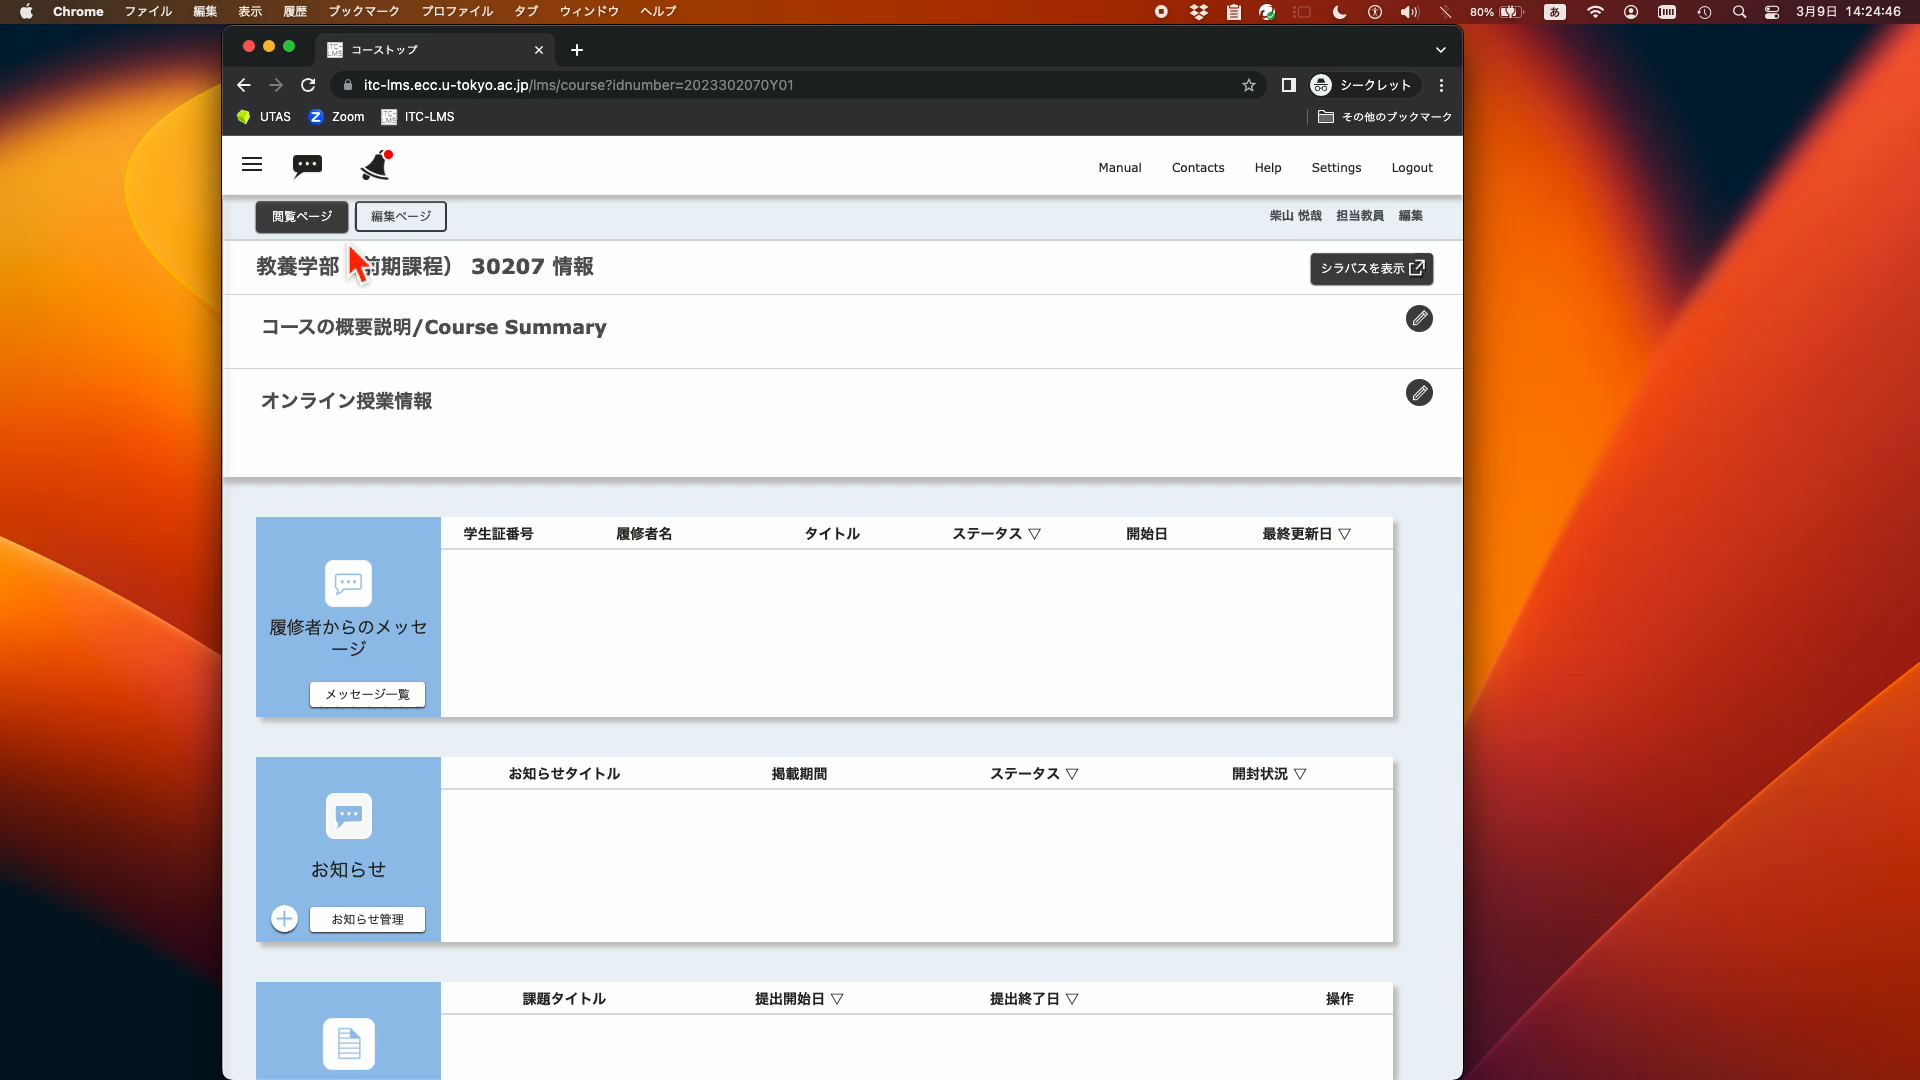 Chrome ファイル 編集 表示 履歴 ブックマーク プロファイル タブ ウィンドウ ヘルプ 80% あ 3月9日 14:24:46
コーストップ
itc-lms.ecc.u-tokyo.ac.jp/lms/course?idnumber=2023302070Y01 シークレット
UTAS Zoom ITC-LMS その他のブックマーク
Manual Contacts Help Settings Logout
閲覧ページ 編集ページ 柴山 悦哉 担当教員 編集
教養学部（前期課程） 30207 情報 シラバスを表示
コースの概要説明/Course Summary
オンライン授業情報
学生証番号 履修者名 タイトル ステータス ▽ 開始日 最終更新日 ▽
履修者からのメッセ
ージ
メッセージ一覧
お知らせタイトル 掲載期間 ステータス ▽ 開封状況 ▽
お知らせ
お知らせ管理
課題タイトル 提出開始日 ▽ 提出終了日 ▽ 操作